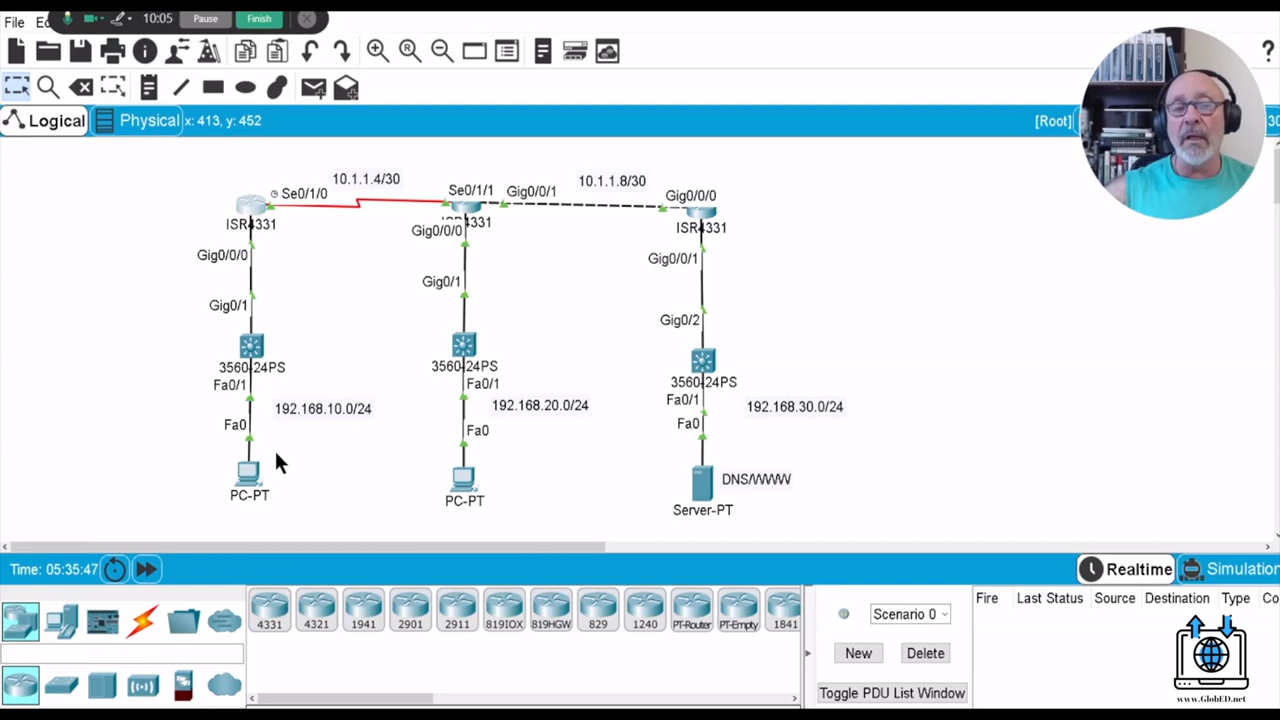 File
10:05
Pause
Finish
?
Logical
Physical
x: 413, y: 452
[Root]
30
10.1.1.4/30
Se0/1/0
Se0/1/1
Gig0/0/1
10.1.1.8/30
Gig0/0/0
ISR4331
Gig0/0/0
ISR4331
Gig0/0/0
Gig0/0/1
Gig0/1
Gig0/1
Gig0/2
3560-24PS
3560-24PS
3560-24PS
Fa0/1
Fa0/1
Fa0/1
192.168.10.0/24
192.168.20.0/24
192.168.30.0/24
Fa0
Fa0
Fa0
PC-PT
PC-PT
DNS/WWW
Server-PT
Time: 05:35:47
Realtime
Simulation
4331
4321
1941
2901
2911
819IOX
819HGW
829
1240
PT-Router
PT-Empty
1841
Scenario 0
New
Delete
Toggle PDU List Window
Fire
Last Status
Source
Destination
Type
Co
www.GlobED.net